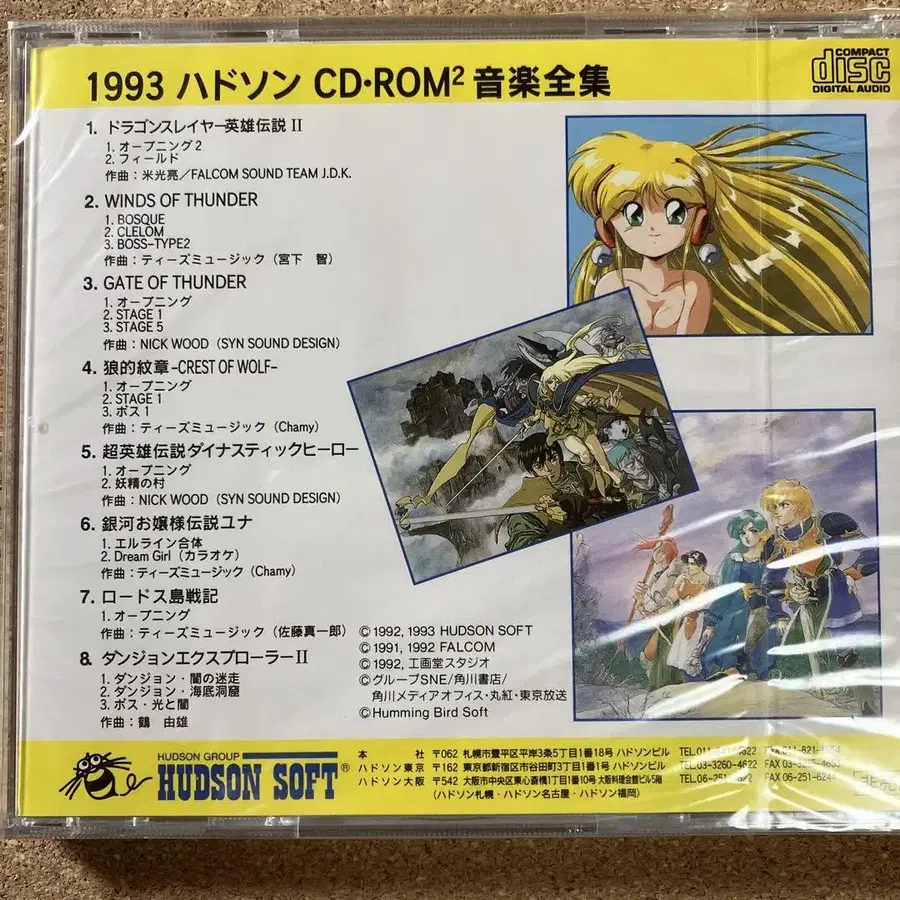 1993 ハドソン CD・ROM² 音楽全集
COMPACT
disc
DIGITAL AUDIO
1. ドラゴンスレイヤー英雄伝説 II
1. オープニング2
2. フィールド
作曲：米光亮／FALCOM SOUND TEAM J.D.K.
2. WINDS OF THUNDER
1. BOSQUE
2. CLELOM
3. BOSS-TYPE2
作曲：ティーズミュージック（宮下 智）
3. GATE OF THUNDER
1. オープニング
2. STAGE 1
3. STAGE 5
作曲：NICK WOOD（SYN SOUND DESIGN）
4. 狼的紋章-CREST OF WOLF-
1. オープニング
2. STAGE 1
3. ボス 1
作曲：ティーズミュージック（Chamy）
5. 超英雄伝説ダイナスティックヒーロー
1. オープニング
2. 妖精の村
作曲：NICK WOOD（SYN SOUND DESIGN）
6. 銀河お嬢様伝説ユナ
1. エルライン合体
2. Dream Girl（カラオケ）
作曲：ティーズミュージック（Chamy）
7. ロードス島戦記
1. オープニング
作曲：ティーズミュージック（佐藤真一郎）
8. ダンジョンエクスプローラー II
1. ダンジョン・闇の迷走
2. ダンジョン・海底洞窟
3. ボス・光と闇
作曲：鶴 由雄
©1992, 1993 HUDSON SOFT
©1991, 1992 FALCOM
©1992, 工画堂スタジオ
©グループSNE/角川書店/
角川メディアオフィス・丸紅・東京放送
©Humming Bird Soft
HUDSON GROUP
HUDSON SOFT®
本 社 〒062 札幌市豊平区平岸3条5丁目1番18号 ハドソンビル TEL.011- FAX 011-821-
ハドソン東京 〒162 東京都新宿区市谷田町3丁目1番1号 ハドソンビル TEL.03-3260-4622 FAX 03-
ハドソン大阪 〒542 大阪市中央区東心斎橋1丁目1番10号・大阪料理会館ビル5階 TEL.06-251- FAX 06-251-
（ハドソン札幌・ハドソン名古屋・ハドソン福岡）